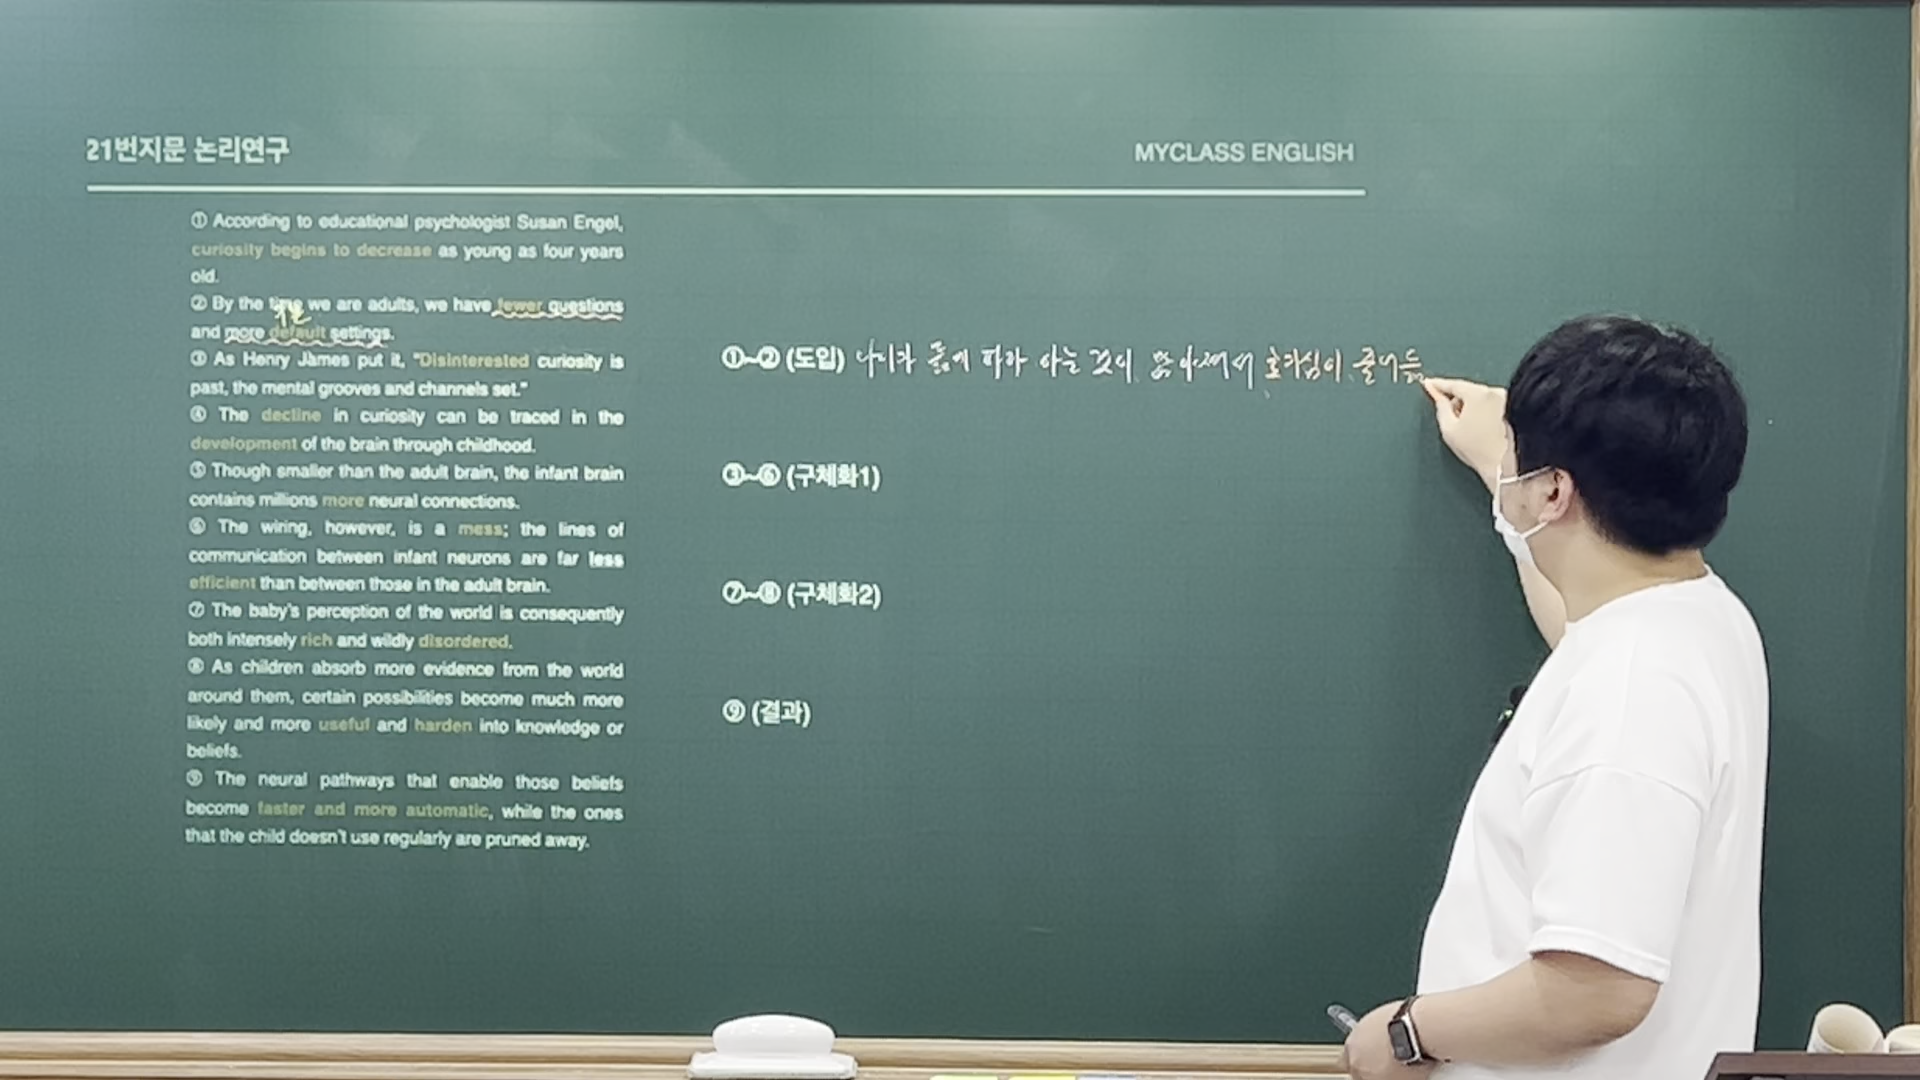 21번지문 논리연구
MYCLASS ENGLISH
① According to educational psychologist Susan Engel,
curiosity begins to decrease as young as four years
old.
② By the time we are adults, we have fewer questions
and more default settings.
③ As Henry James put it, "Disinterested curiosity is
past, the mental grooves and channels set."
④ The decline in curiosity can be traced in the
development of the brain through childhood.
⑤ Though smaller than the adult brain, the infant brain
contains millions more neural connections.
⑥ The wiring, however, is a mess; the lines of
communication between infant neurons are far less
efficient than between those in the adult brain.
⑦ The baby's perception of the world is consequently
both intensely rich and wildly disordered.
⑧ As children absorb more evidence from the world
around them, certain possibilities become much more
likely and more useful and harden into knowledge or
beliefs.
⑨ The neural pathways that enable those beliefs
become faster and more automatic, while the ones
that the child doesn't use regularly are pruned away.
①~② (도입) 나이가 듦에 따라 아는 것이 많아져서 호기심이 줄어듦
③~⑥ (구체화1)
⑦~⑧ (구체화2)
⑨ (결과)